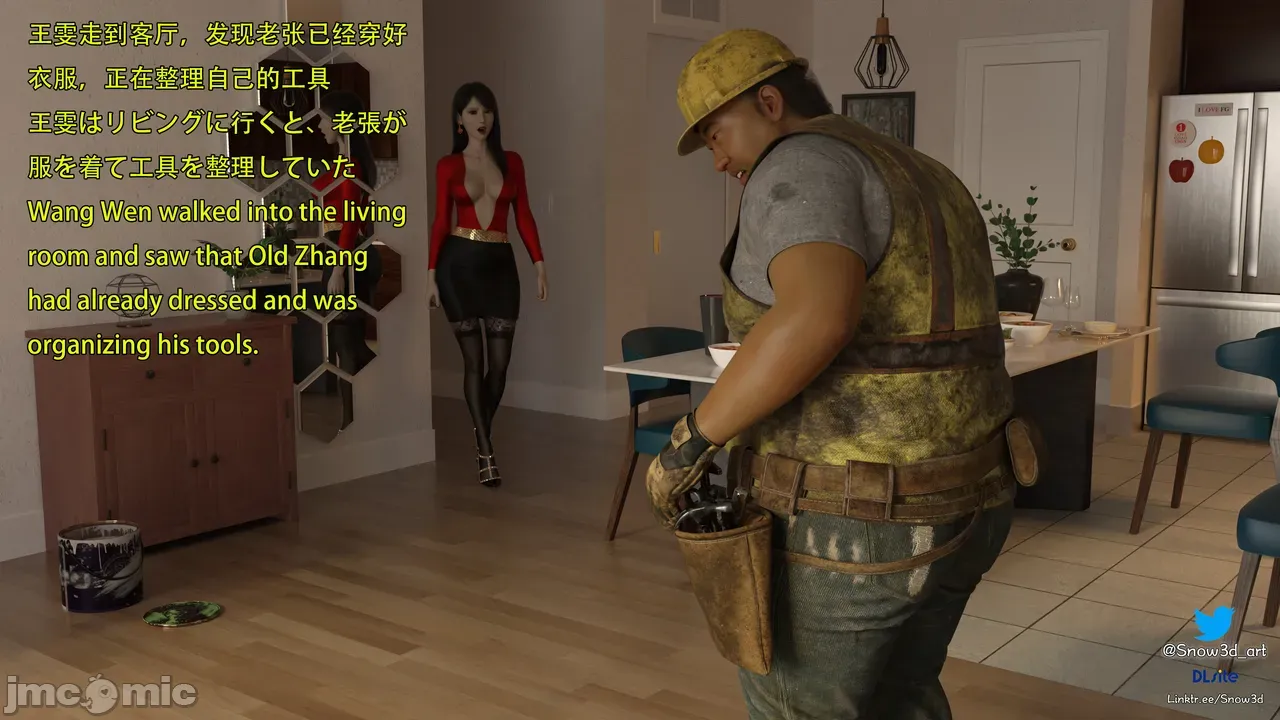 王雯走到客厅，发现老张已经穿好
衣服，正在整理自己的工具
王雯はリビングに行くと、老張が
服を着て工具を整理していた
Wang Wen walked into the living
room and saw that Old Zhang
had already dressed and was
organizing his tools.
I LOVE FG
@Snow3d_art
DLsite
Linktr.ee/Snow3d
jmcomic